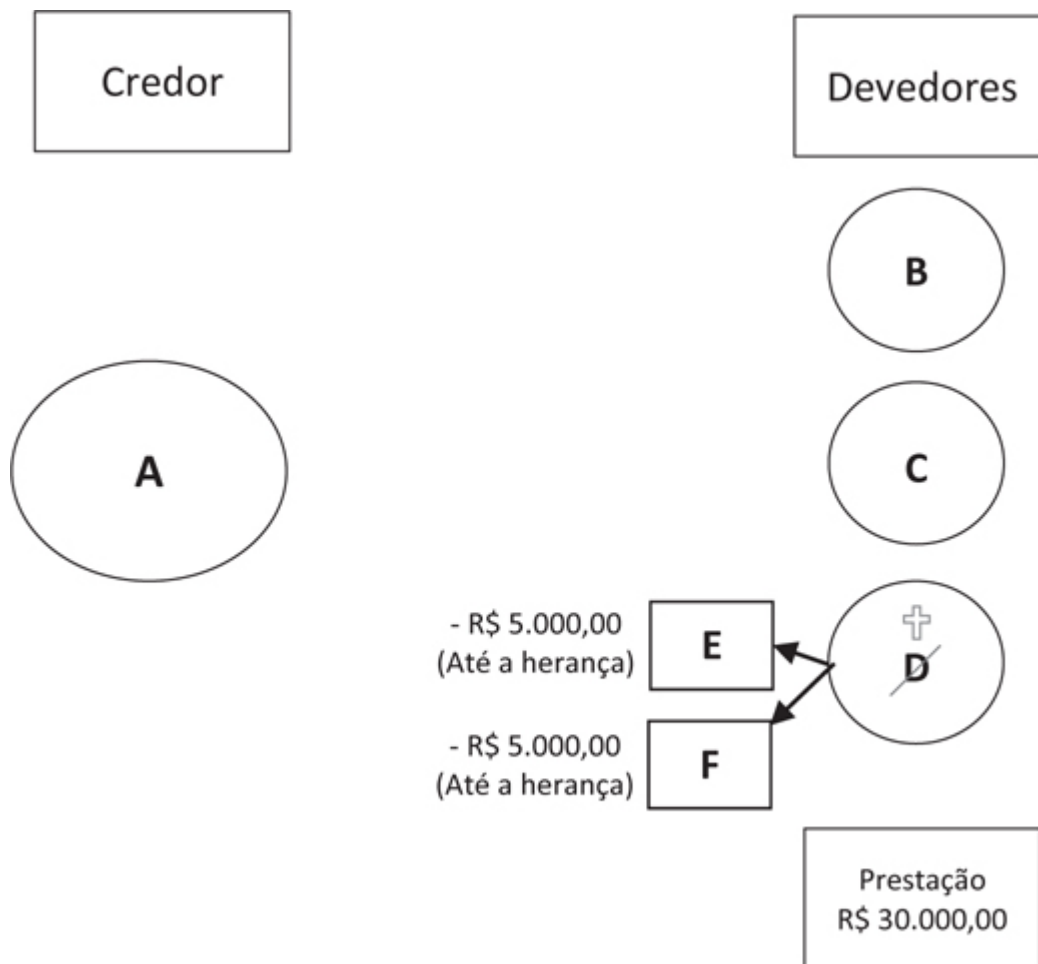 Credor
Devedores
B
A
C
- R$ 5.000,00
(Até a herança)
E
D
- R$ 5.000,00
(Até a herança)
F
Prestação
R$ 30.000,00